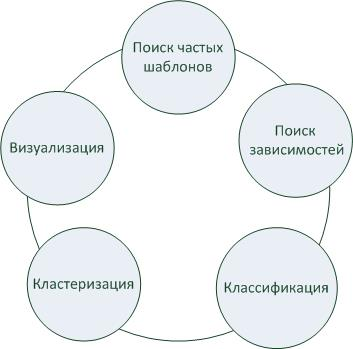 Поиск частых
шаблонов
Поиск
зависимостей
Классификация
Кластеризация
Визуализация